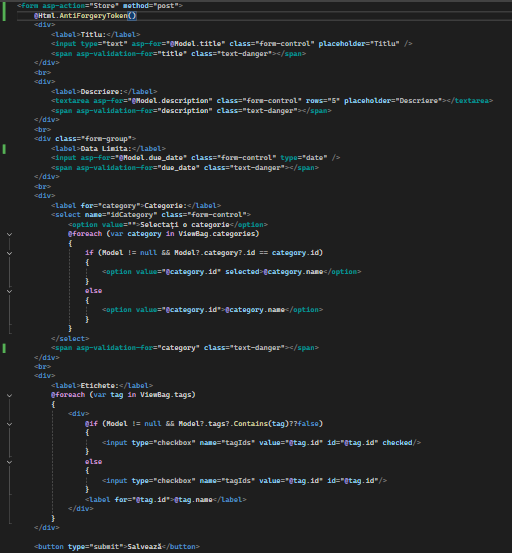 <form asp-action="Store" method="post">
@Html.AntiForgeryToken()
<div>
<label>Titlu:</label>
<input type="text" asp-for="@Model.title" class="form-control" placeholder="Titlu" />
<span asp-validation-for="title" class="text-danger"></span>
</div>
<br>
<div>
<label>Descriere:</label>
<textarea asp-for="@Model.description" class="form-control" rows="5" placeholder="Descriere"></textarea>
<span asp-validation-for="description" class="text-danger"></span>
</div>
<br>
<div class="form-group">
<label>Data Limita:</label>
<input asp-for="@Model.due_date" class="form-control" type="date" />
<span asp-validation-for="due_date" class="text-danger"></span>
</div>
<br>
<div>
<label for="category">Categorie:</label>
<select name="idCategory" class="form-control">
<option value="">Selectați o categorie</option>
@foreach (var category in ViewBag.categories)
{
if (Model != null && Model?.category?.id == category.id)
{
<option value="@category.id" selected>@category.name</option>
}
else
{
<option value="@category.id">@category.name</option>
}
}
</select>
<span asp-validation-for="category" class="text-danger"></span>
</div>
<br>
<div>
<label>Etichete:</label>
@foreach (var tag in ViewBag.tags)
{
<div>
@if (Model != null && Model?.tags?.Contains(tag)??false)
{
<input type="checkbox" name="tagIds" value="@tag.id" id="@tag.id" checked/>
}
else
{
<input type="checkbox" name="tagIds" value="@tag.id" id="@tag.id"/>
}
<label for="@tag.id">@tag.name</label>
</div>
}
</div>
<button type="submit">Salvează</button>